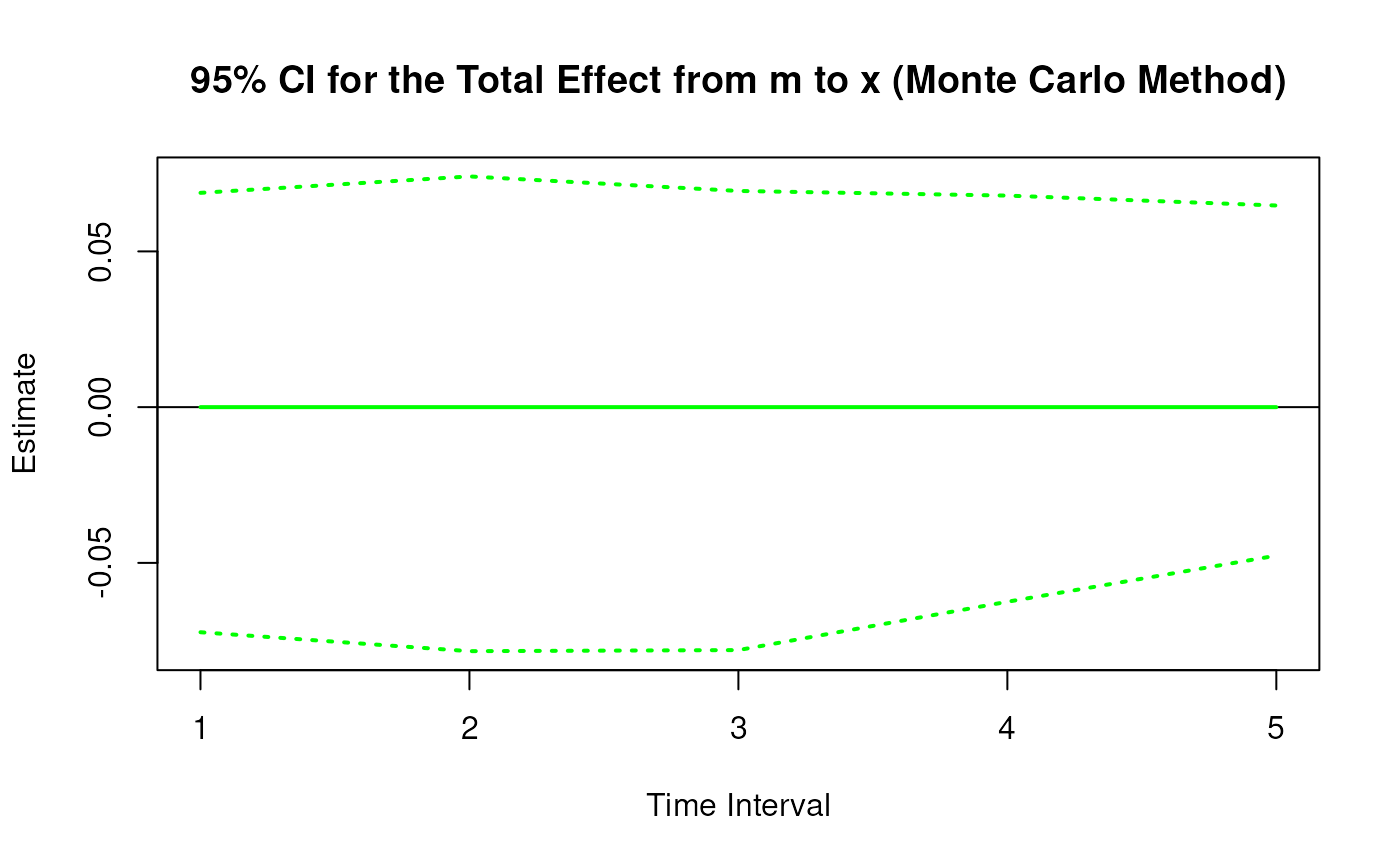 95% CI for the Total Effect from m to x (Monte Carlo Method)
0.05
0.00
-0.05
Estimate
1 2 3 4 5
Time Interval